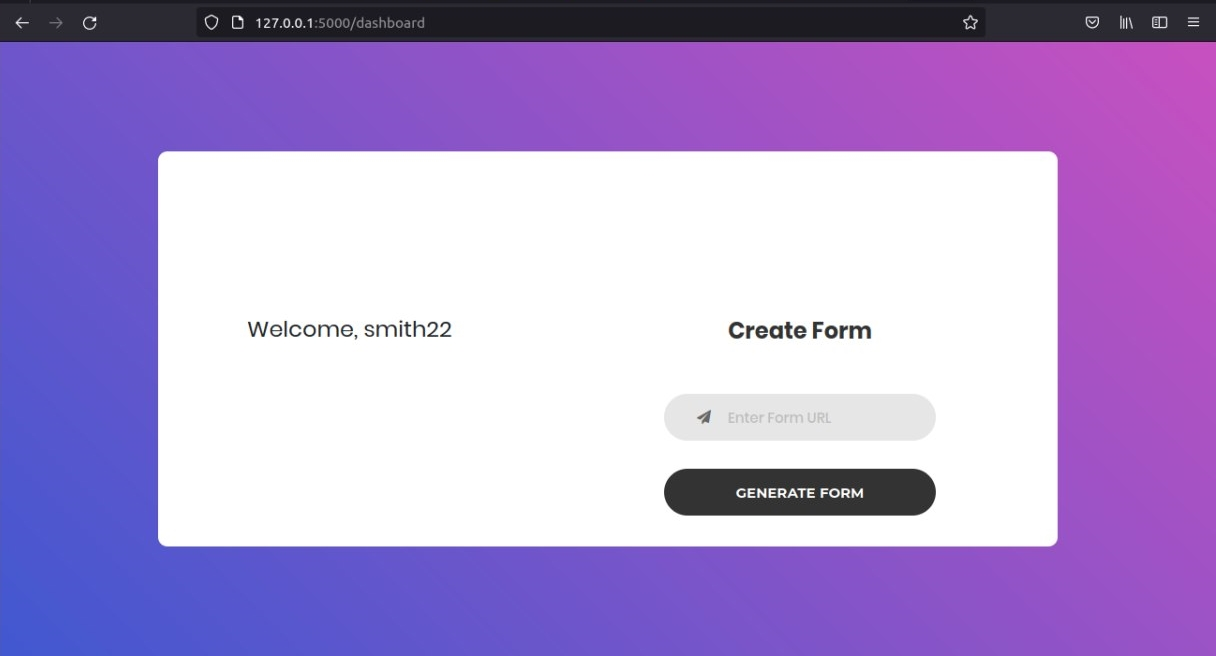 127.0.0.1:5000/dashboard
Welcome, smith22
Create Form
Enter Form URL
GENERATE FORM